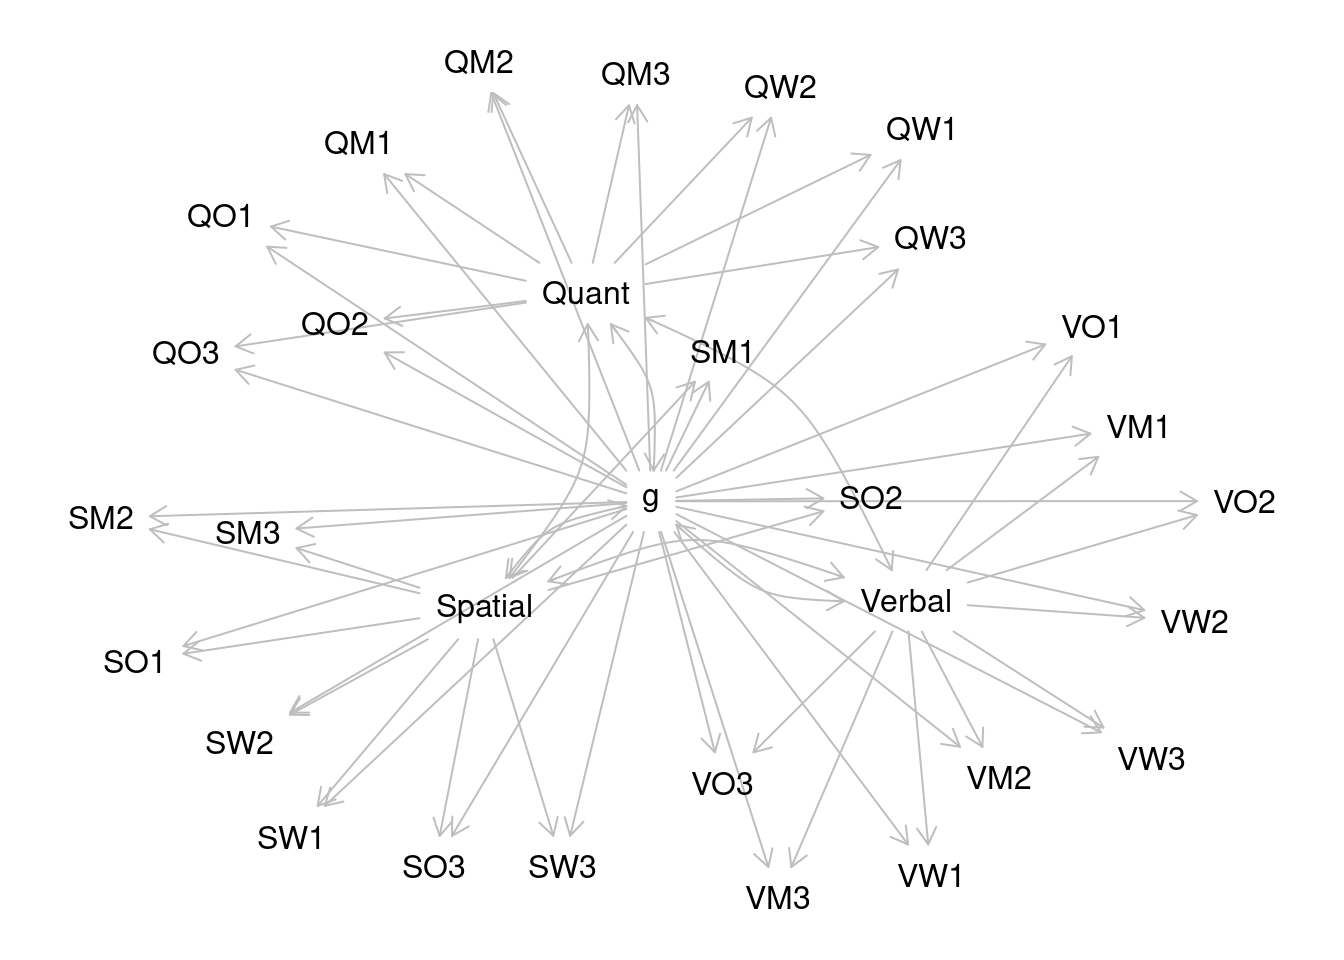 QM2
QM3
QW2
QW1
QM1
QO1
QW3
Quant
QO2
VO1
QO3
SM1
VM1
g
SO2
VO2
SM2
SM3
Spatial
Verbal
VW2
SO1
SW2
VW3
VO3
VM2
SW1
SO3
SW3
VW1
VM3